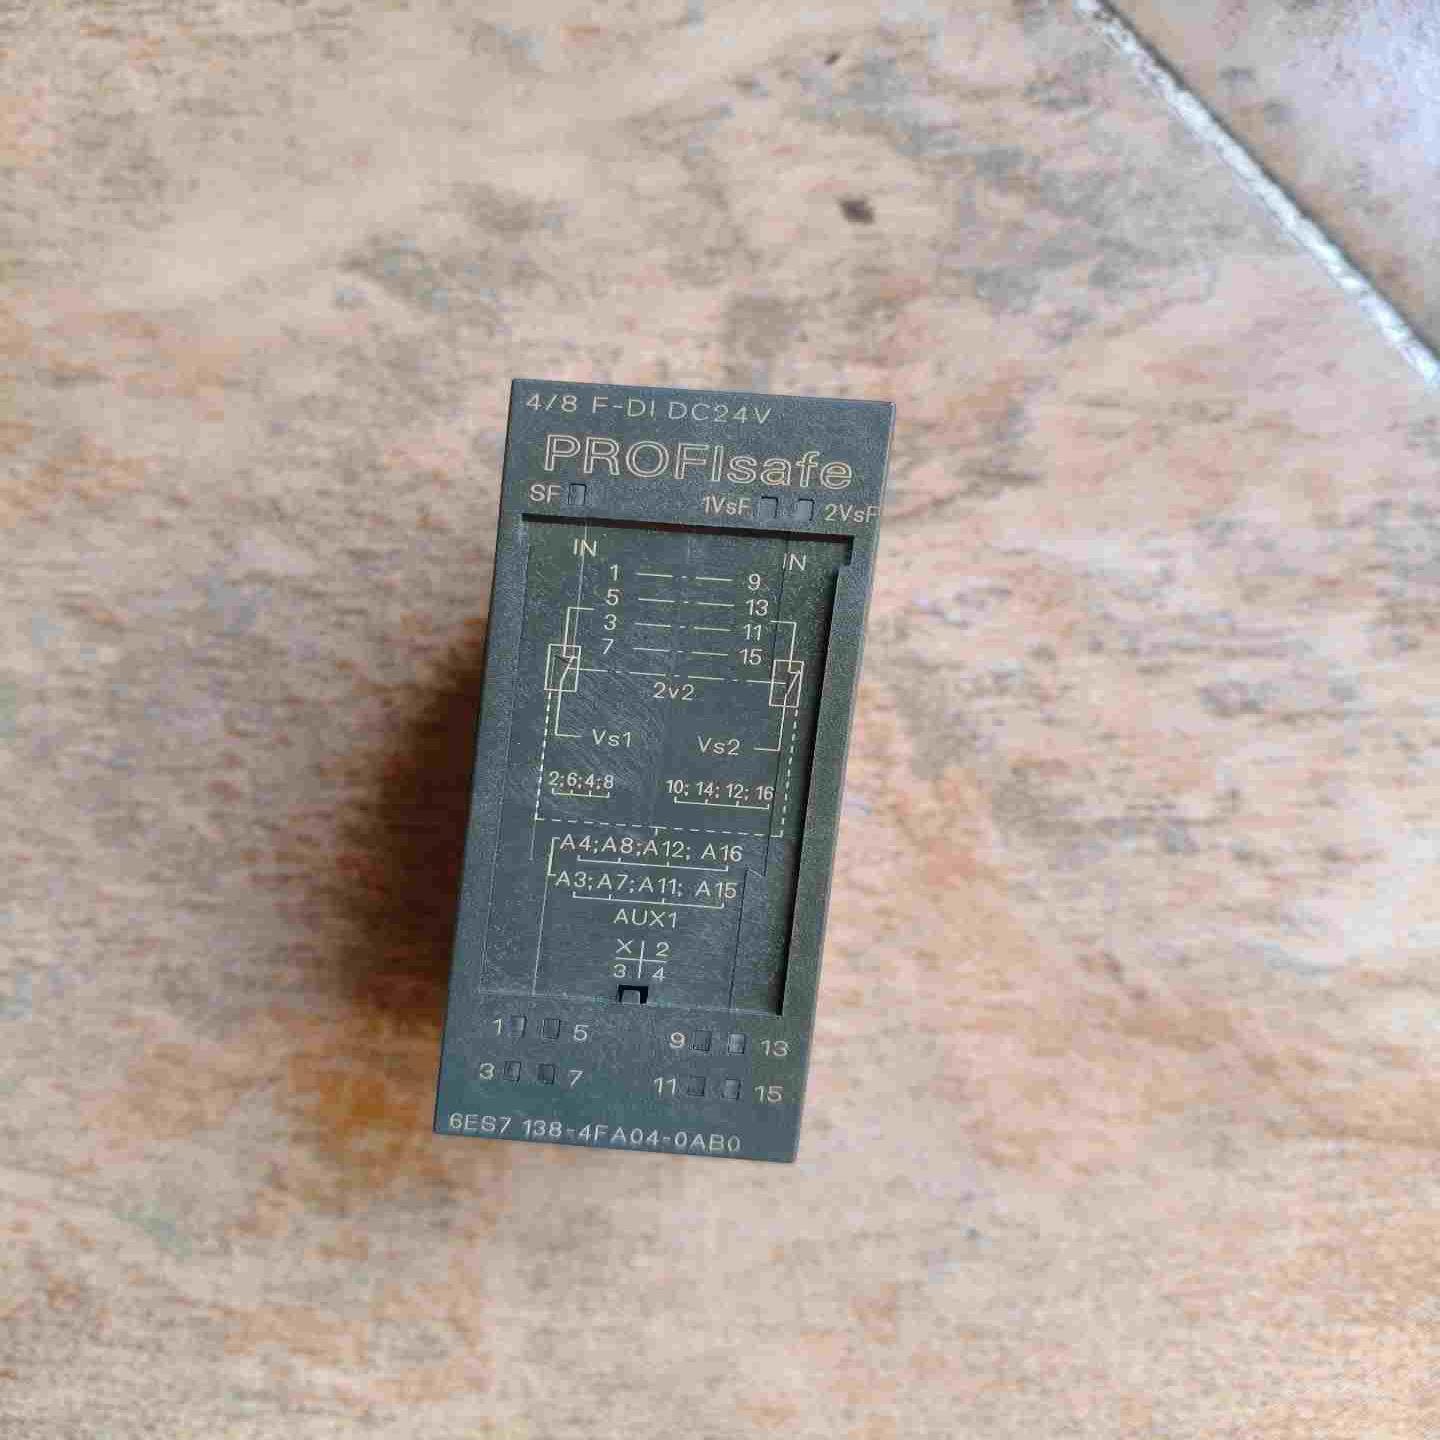 4/8 F-DI DC24V
PROFIsafe
SF 1VsF 2VsF
IN IN
1 9
5 13
3 11
7 15
2v2
Vs1 Vs2
2;6;4;8 10; 14; 12; 16
A4;A8;A12; A16
A3;A7;A11; A15
AUX1
X 2
3 4
1 5 9 13
3 7 11 15
6ES7 138-4FA04-0AB0